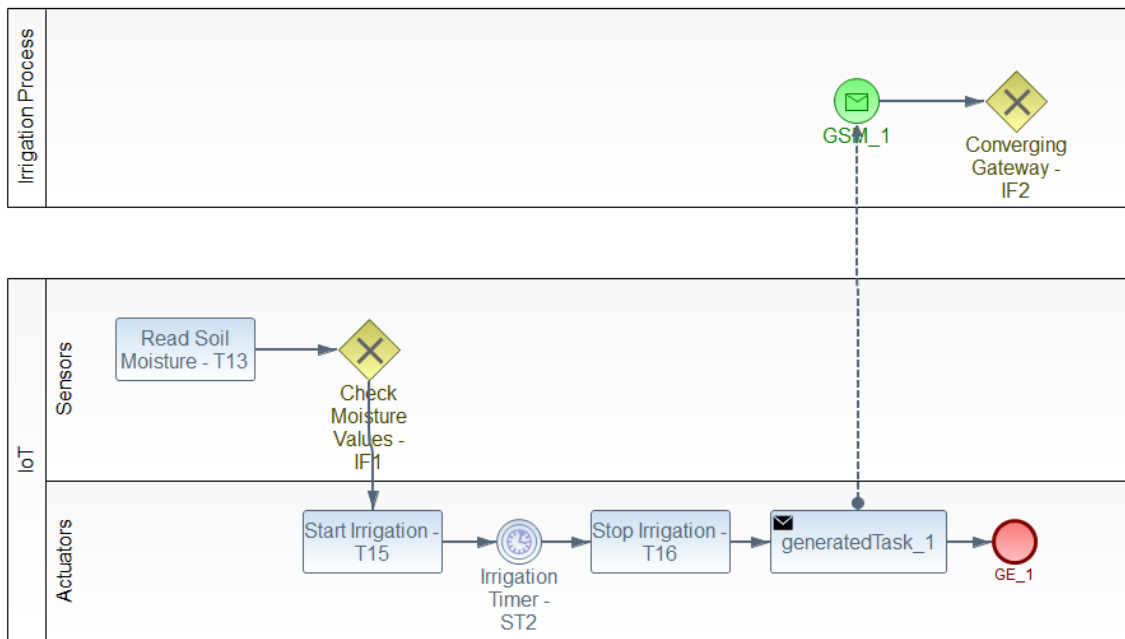 Irrigation Process
GSM_1
Converging
Gateway -
IF2
IoT
Sensors
Read Soil
Moisture - T13
Check
Moisture
Values -
IF1
Actuators
Start Irrigation -
T15
Irrigation
Timer -
ST2
Stop Irrigation -
T16
generatedTask_1
GE_1